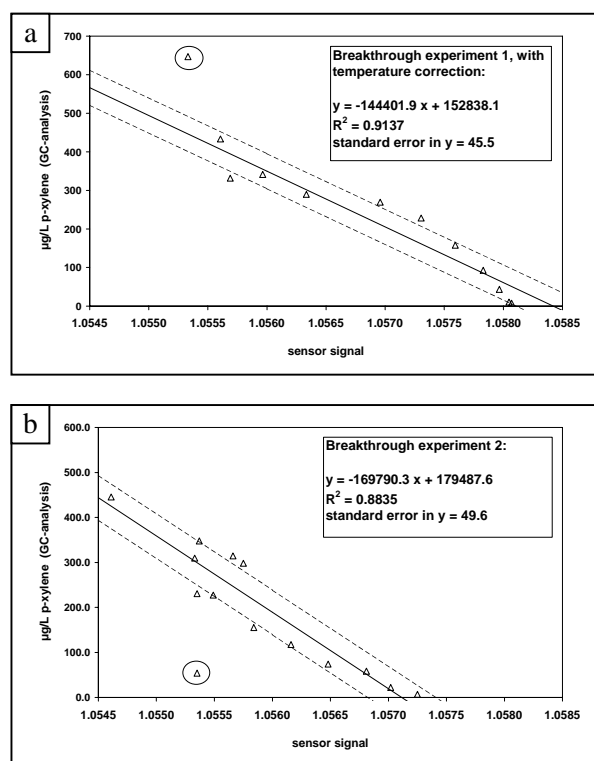 a
700
600
500
400
300
200
100
0
µg/L p-xylene (GC-analysis)
Breakthrough experiment 1, with
temperature correction:
y = -144401.9 x + 152838.1
R² = 0.9137
standard error in y = 45.5
1.0545 1.0550 1.0555 1.0560 1.0565 1.0570 1.0575 1.0580 1.0585
sensor signal
b
600.0
500.0
400.0
300.0
200.0
100.0
0.0
µg/L p-xylene (GC-analysis)
Breakthrough experiment 2:
y = -169790.3 x + 179487.6
R² = 0.8835
standard error in y = 49.6
1.0545 1.0550 1.0555 1.0560 1.0565 1.0570 1.0575 1.0580 1.0585
sensor signal